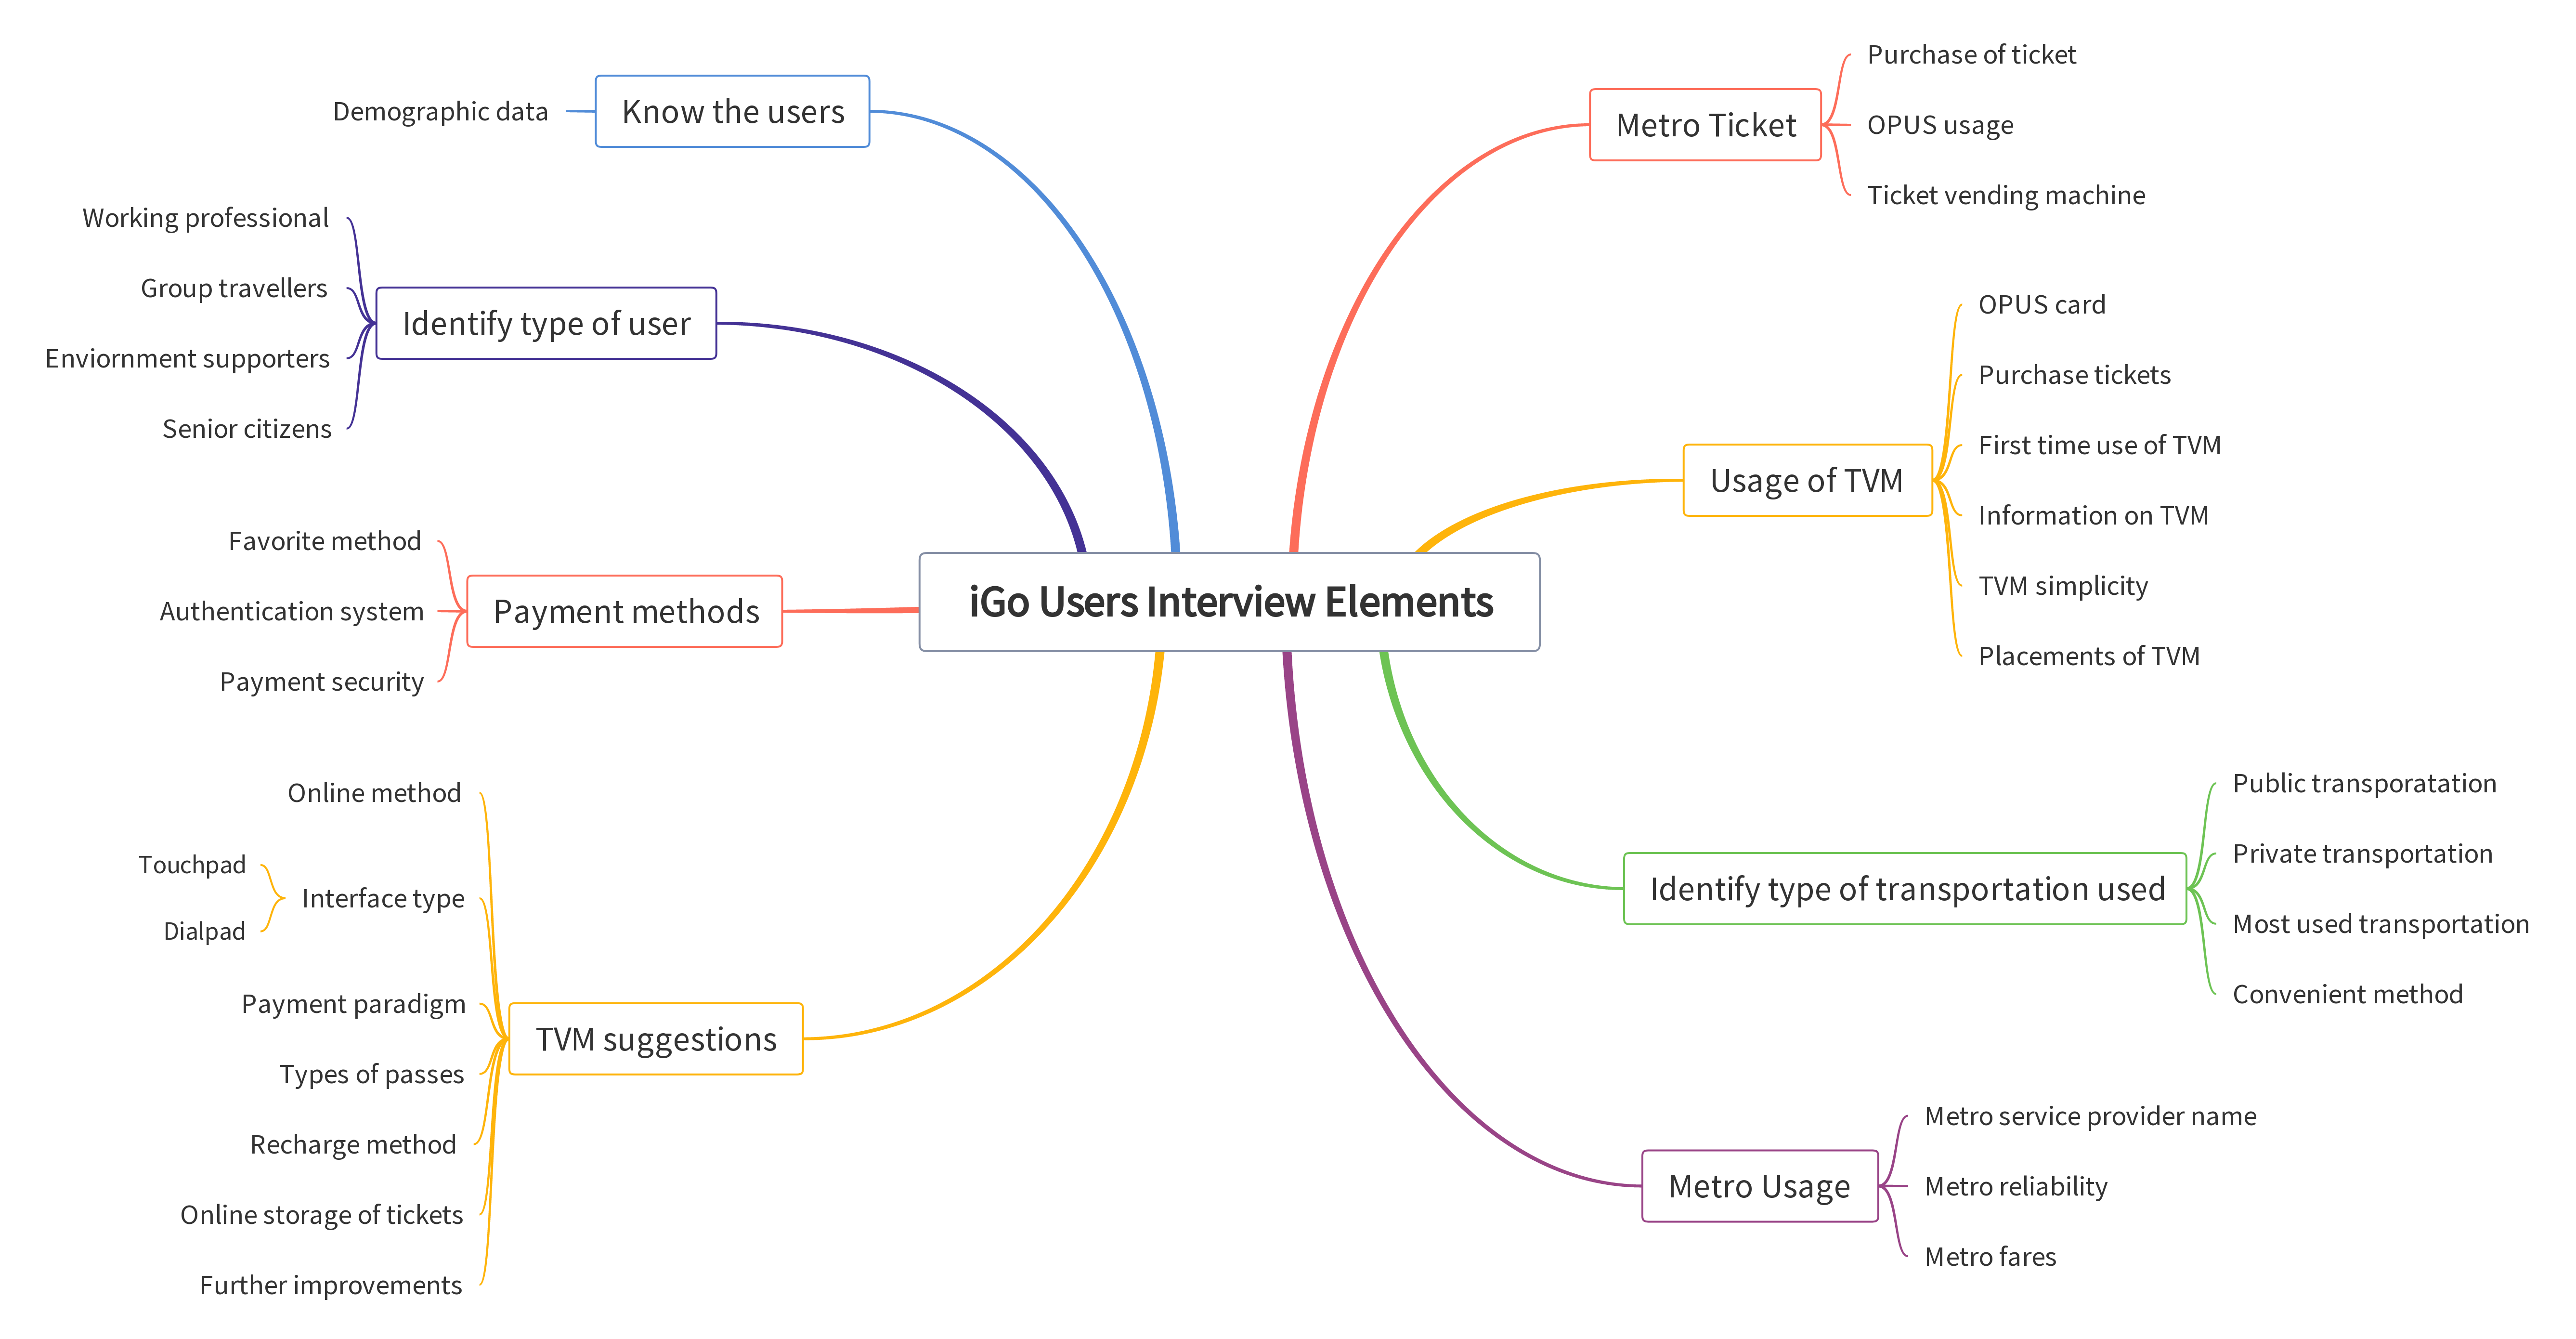 iGo Users Interview Elements
Know the users
Demographic data
Identify type of user
Working professional
Group travellers
Enviornment supporters
Senior citizens
Payment methods
Favorite method
Authentication system
Payment security
TVM suggestions
Online method
Interface type
Touchpad
Dialpad
Payment paradigm
Types of passes
Recharge method
Online storage of tickets
Further improvements
Metro Ticket
Purchase of ticket
OPUS usage
Ticket vending machine
Usage of TVM
OPUS card
Purchase tickets
First time use of TVM
Information on TVM
TVM simplicity
Placements of TVM
Identify type of transportation used
Public transporatation
Private transportation
Most used transportation
Convenient method
Metro Usage
Metro service provider name
Metro reliability
Metro fares